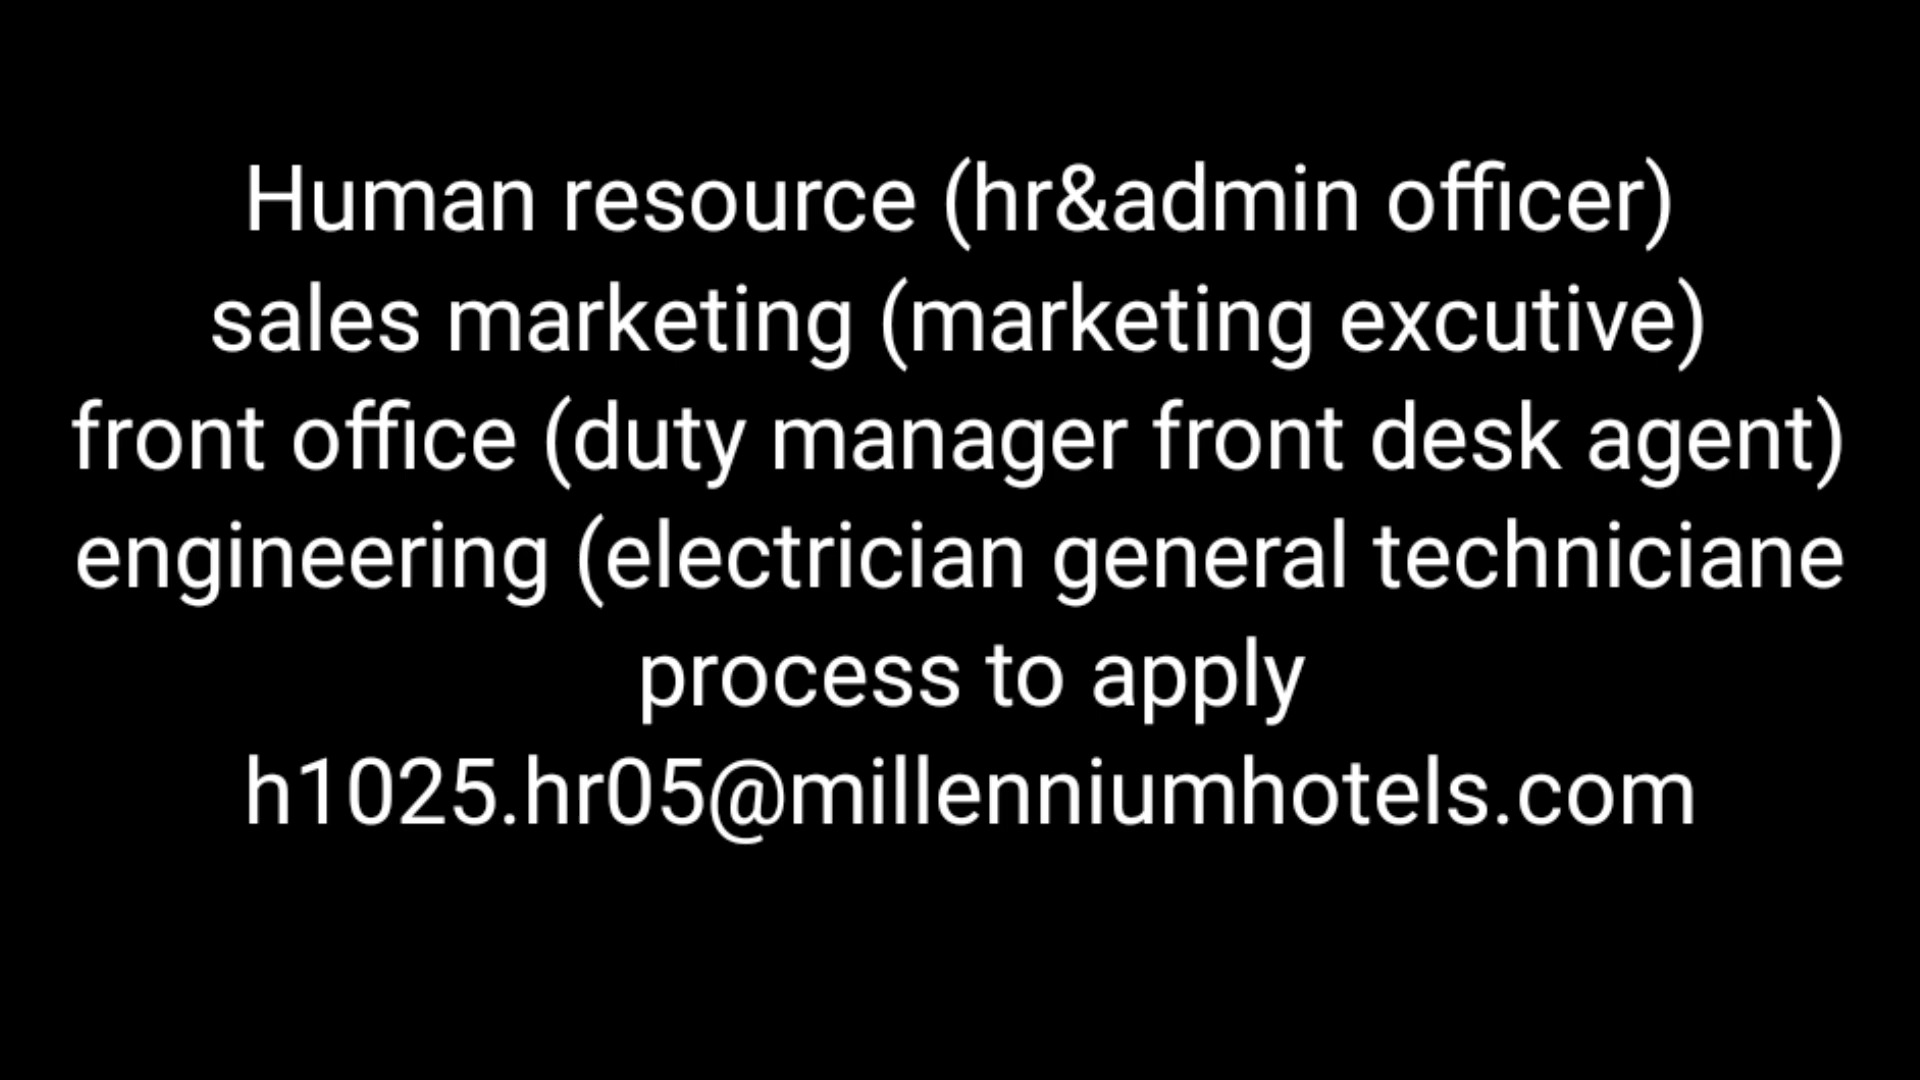 Human resource (hr&admin officer)
sales marketing (marketing excutive)
front office (duty manager front desk agent)
engineering (electrician general techniciane
process to apply
h1025.hr05@millenniumhotels.com